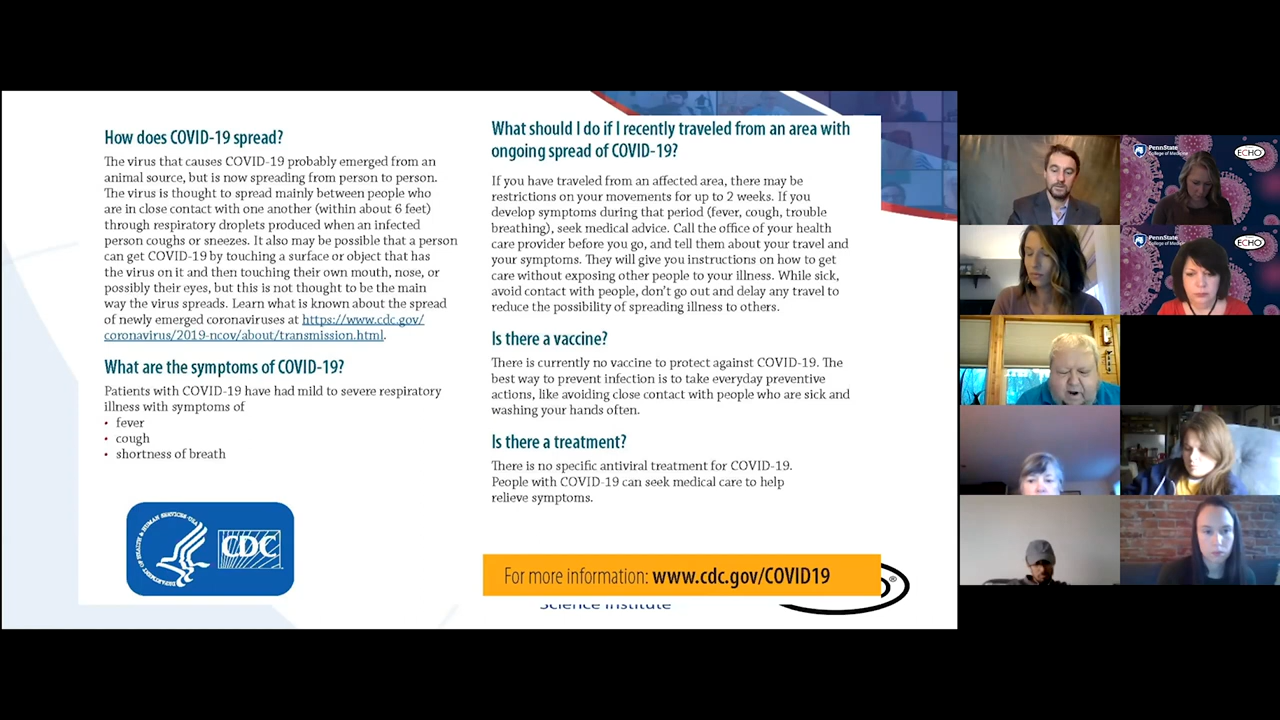 How does COVID-19 spread?
The virus that causes COVID-19 probably emerged from an
animal source, but is now spreading from person to person.
The virus is thought to spread mainly between people who
are in close contact with one another (within about 6 feet)
through respiratory droplets produced when an infected
person coughs or sneezes. It also may be possible that a person
can get COVID-19 by touching a surface or object that has
the virus on it and then touching their own mouth, nose, or
possibly their eyes, but this is not thought to be the main
way the virus spreads. Learn what is known about the spread
of newly emerged coronaviruses at https://www.cdc.gov/
coronavirus/2019-ncov/about/transmission.html.
What are the symptoms of COVID-19?
Patients with COVID-19 have had mild to severe respiratory
illness with symptoms of
• fever
• cough
• shortness of breath
DEPARTMENT OF HEALTH & HUMAN SERVICES·USA
CDC
What should I do if I recently traveled from an area with
ongoing spread of COVID-19?
If you have traveled from an affected area, there may be
restrictions on your movements for up to 2 weeks. If you
develop symptoms during that period (fever, cough, trouble
breathing), seek medical advice. Call the office of your health
care provider before you go, and tell them about your travel and
your symptoms. They will give you instructions on how to get
care without exposing other people to your illness. While sick,
avoid contact with people, don't go out and delay any travel to
reduce the possibility of spreading illness to others.
Is there a vaccine?
There is currently no vaccine to protect against COVID-19. The
best way to prevent infection is to take everyday preventive
actions, like avoiding close contact with people who are sick and
washing your hands often.
Is there a treatment?
There is no specific antiviral treatment for COVID-19.
People with COVID-19 can seek medical care to help
relieve symptoms.
For more information: www.cdc.gov/COVID19
Science Institute
®
PennState
College of Medicine
ECHO
PennState
College of Medicine
ECHO